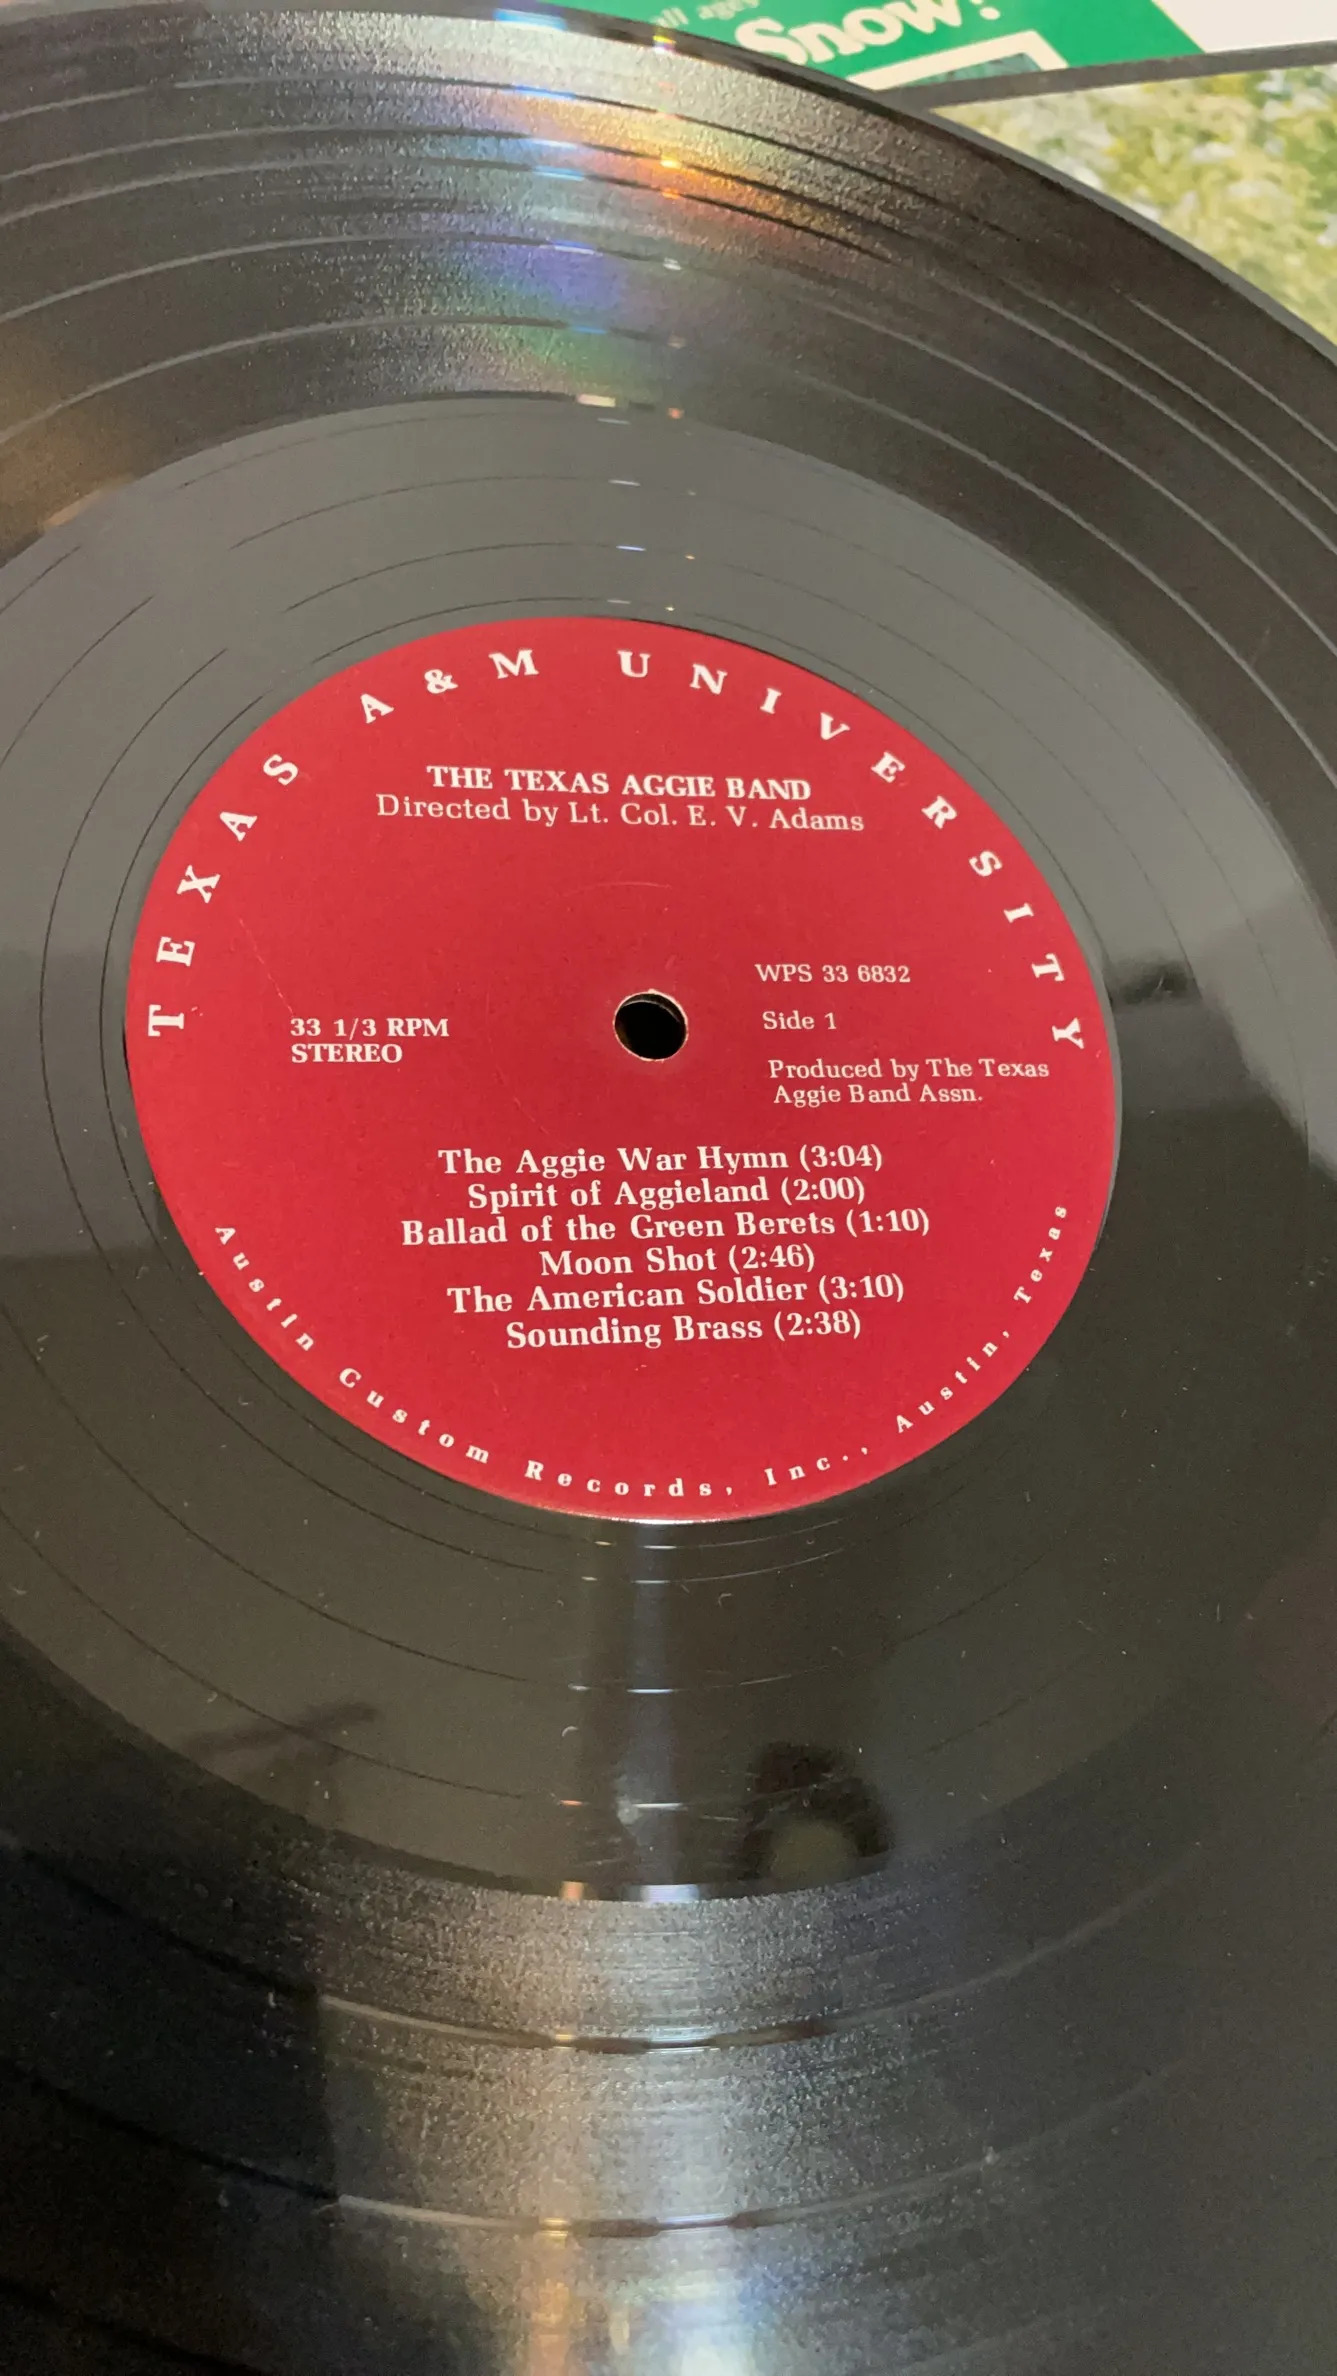 all ages
Snow!
TEXAS A&M UNIVERSITY
THE TEXAS AGGIE BAND
Directed by Lt. Col. E. V. Adams
WPS 33 6832
33 1/3 RPM
STEREO
Side 1
Produced by The Texas
Aggie Band Assn.
The Aggie War Hymn (3:04)
Spirit of Aggieland (2:00)
Ballad of the Green Berets (1:10)
Moon Shot (2:46)
The American Soldier (3:10)
Sounding Brass (2:38)
Austin Custom Records, Inc., Austin, Texas